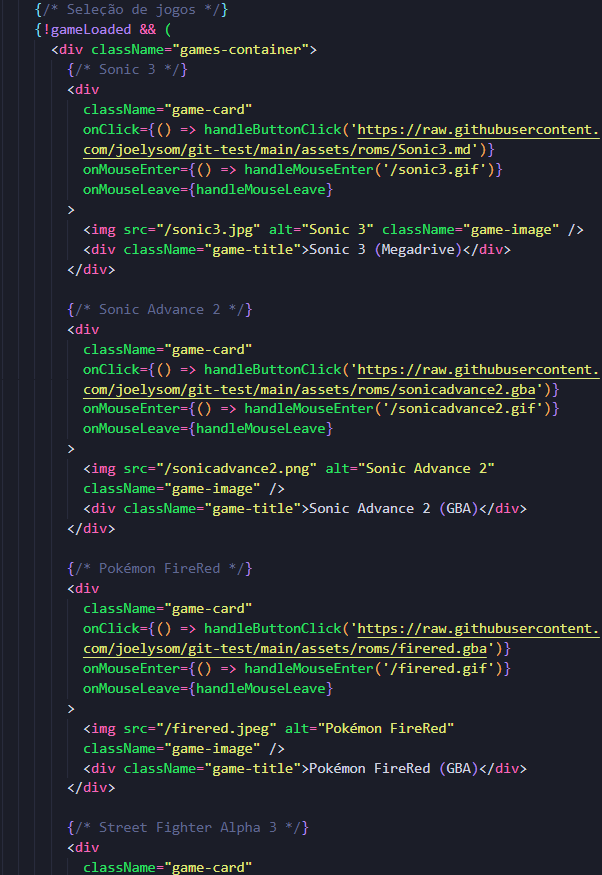 {/* Seleção de jogos */}
{!gameLoaded && (
<div className="games-container">
{/* Sonic 3 */}
<div
className="game-card"
onClick={() => handleButtonClick('https://raw.githubusercontent.
com/joelysom/git-test/main/assets/roms/Sonic3.md')}
onMouseEnter={() => handleMouseEnter('/sonic3.gif')}
onMouseLeave={handleMouseLeave}
>
<img src="/sonic3.jpg" alt="Sonic 3" className="game-image" />
<div className="game-title">Sonic 3 (Megadrive)</div>
</div>
{/* Sonic Advance 2 */}
<div
className="game-card"
onClick={() => handleButtonClick('https://raw.githubusercontent.
com/joelysom/git-test/main/assets/roms/sonicadvance2.gba')}
onMouseEnter={() => handleMouseEnter('/sonicadvance2.gif')}
onMouseLeave={handleMouseLeave}
>
<img src="/sonicadvance2.png" alt="Sonic Advance 2"
className="game-image" />
<div className="game-title">Sonic Advance 2 (GBA)</div>
</div>
{/* Pokémon FireRed */}
<div
className="game-card"
onClick={() => handleButtonClick('https://raw.githubusercontent.
com/joelysom/git-test/main/assets/roms/firered.gba')}
onMouseEnter={() => handleMouseEnter('/firered.gif')}
onMouseLeave={handleMouseLeave}
>
<img src="/firered.jpeg" alt="Pokémon FireRed"
className="game-image" />
<div className="game-title">Pokémon FireRed (GBA)</div>
</div>
{/* Street Fighter Alpha 3 */}
<div
className="game-card"